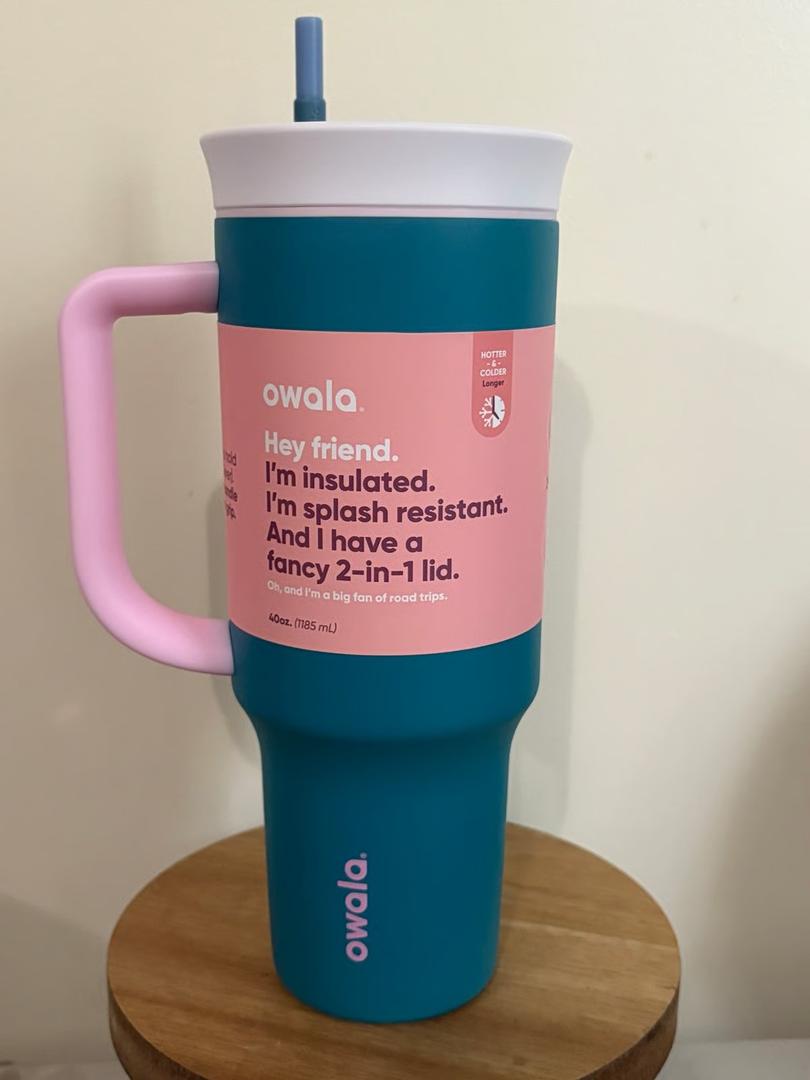 HOTTER
- & -
COLDER
Longer
owala®
Hey friend.
I'm insulated.
I'm splash resistant.
And I have a
fancy 2-in-1 lid.
Oh, and I'm a big fan of road trips.
40oz. (1185 mL)
owala®